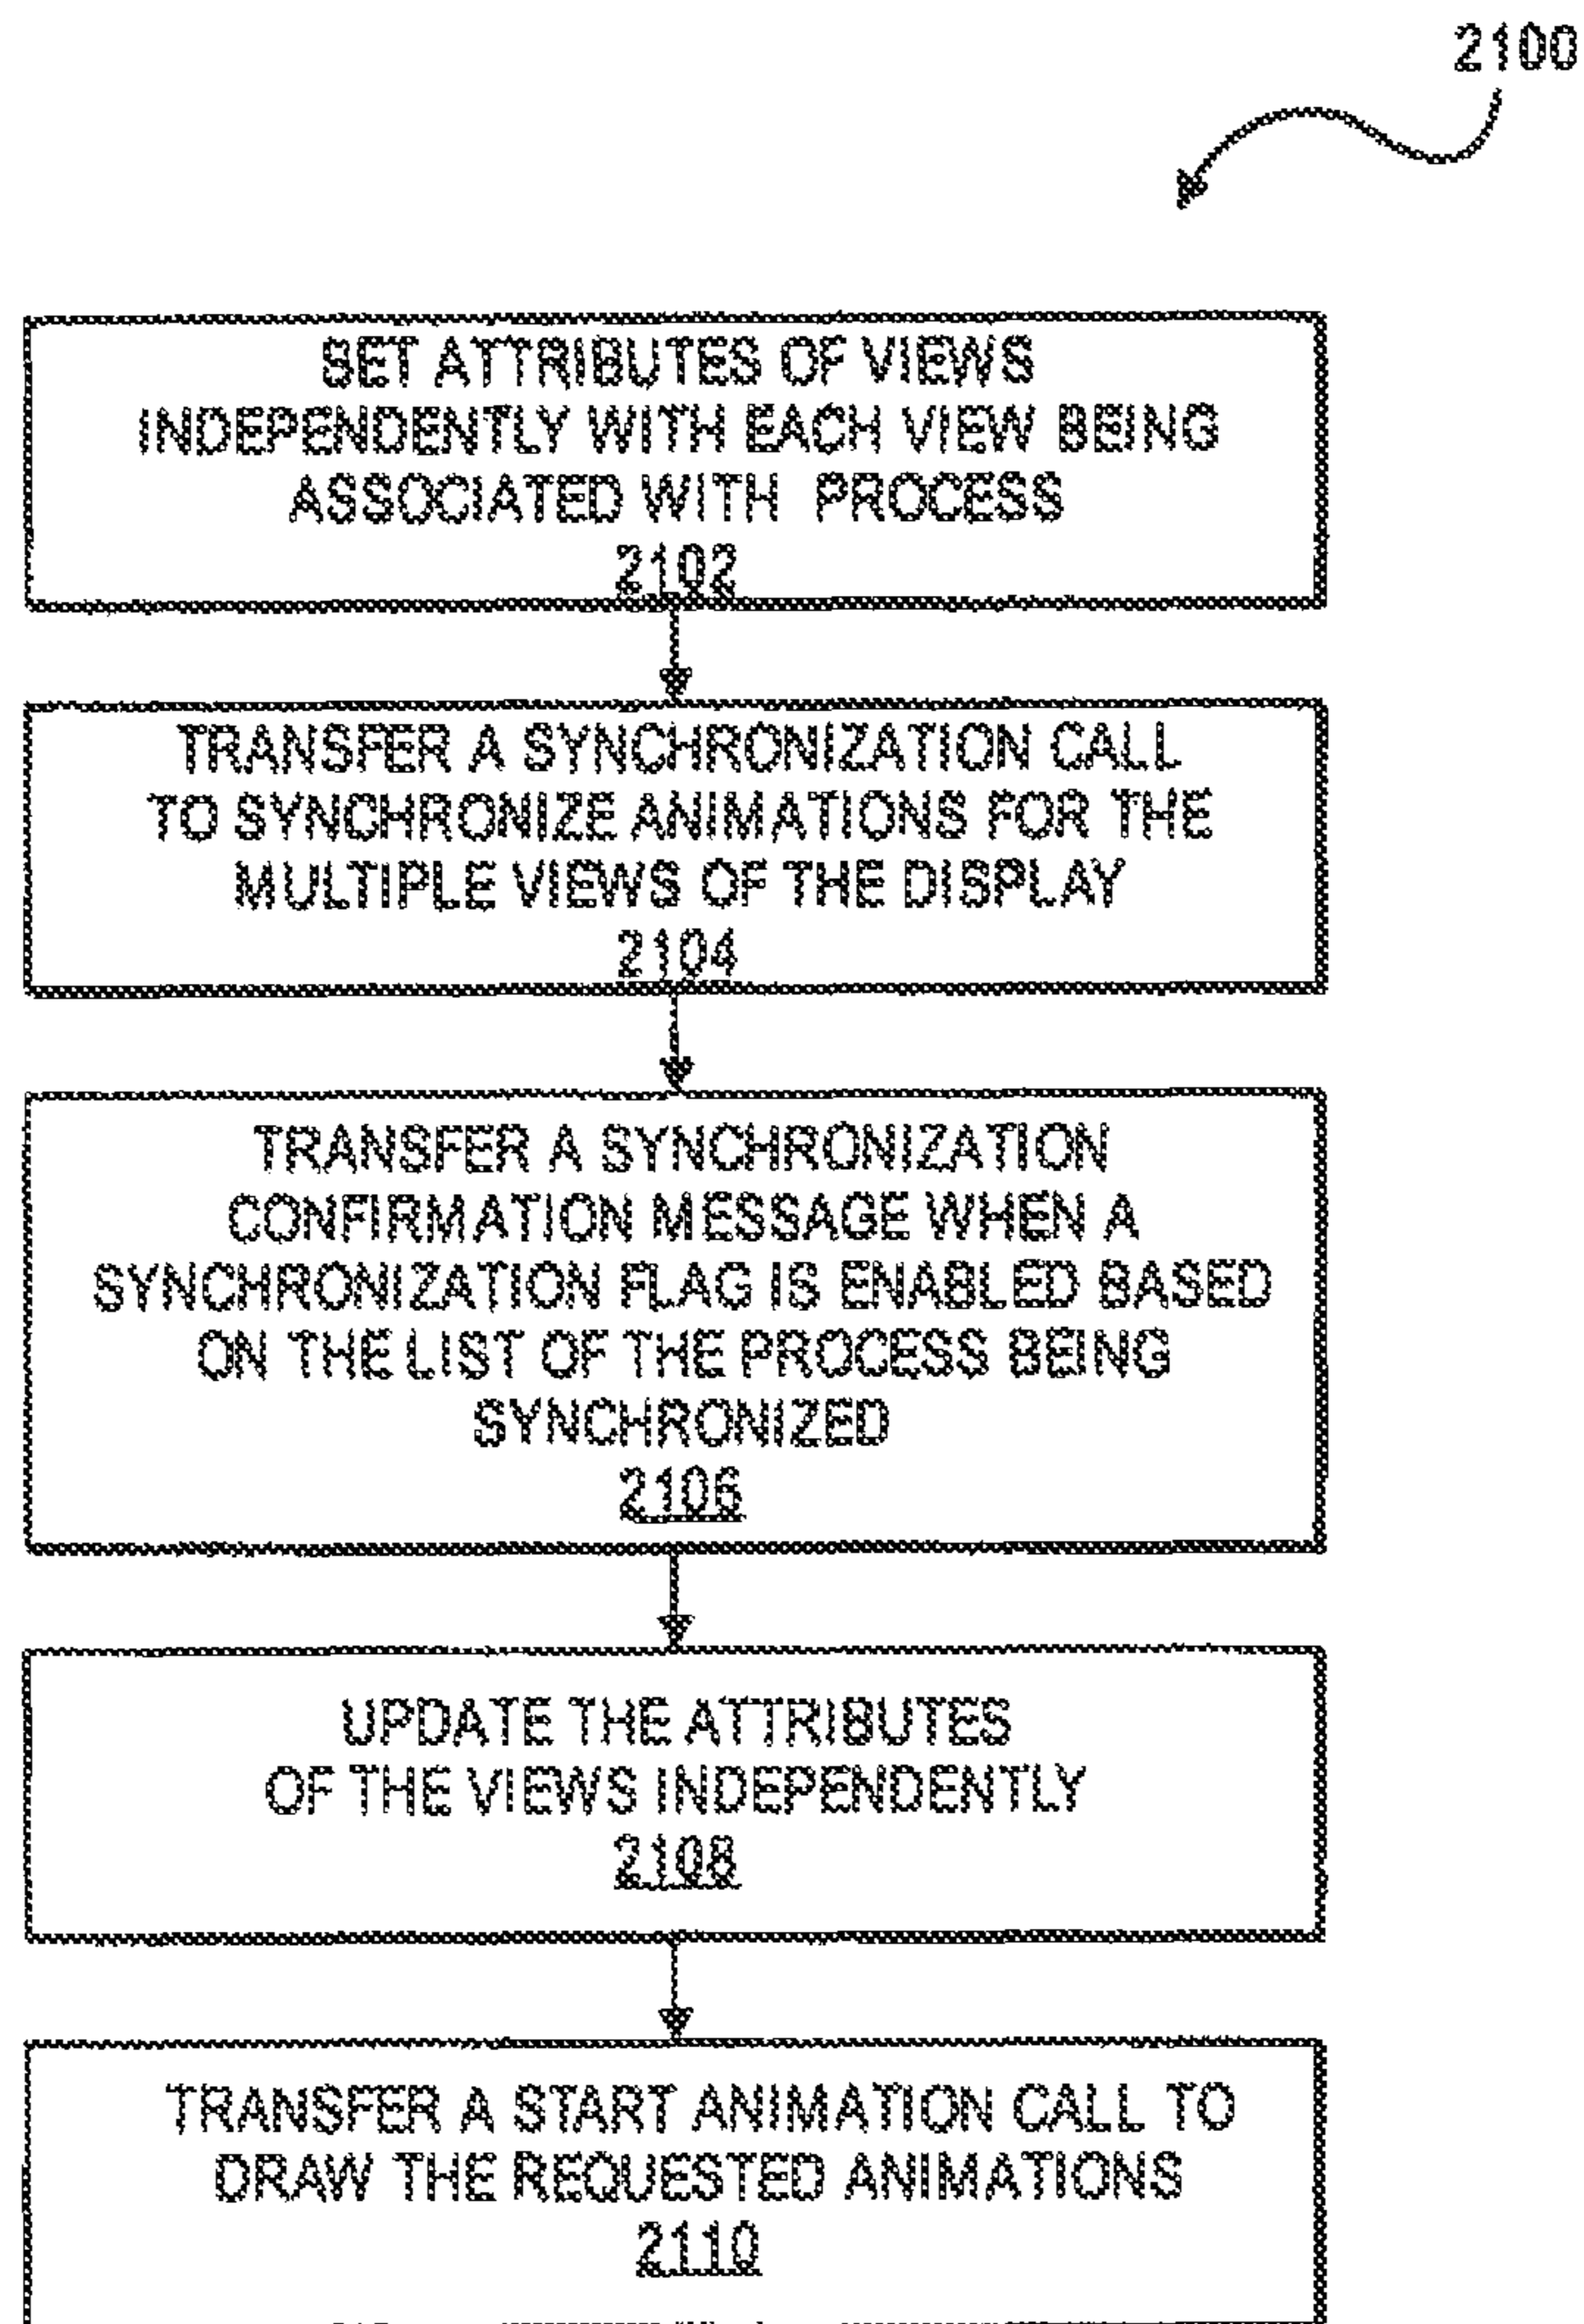 2100
SET ATTRIBUTES OF VIEWS
INDEPENDENTLY WITH EACH VIEW BEING
ASSOCIATED WITH PROCESS
2102
TRANSFER A SYNCHRONIZATION CALL
TO SYNCHRONIZE ANIMATIONS FOR THE
MULTIPLE VIEWS OF THE DISPLAY
2104
TRANSFER A SYNCHRONIZATION
CONFIRMATION MESSAGE WHEN A
SYNCHRONIZATION FLAG IS ENABLED BASED
ON THE LIST OF THE PROCESS BEING
SYNCHRONIZED
2106
UPDATE THE ATTRIBUTES
OF THE VIEWS INDEPENDENTLY
2108
TRANSFER A START ANIMATION CALL TO
DRAW THE REQUESTED ANIMATIONS
2110